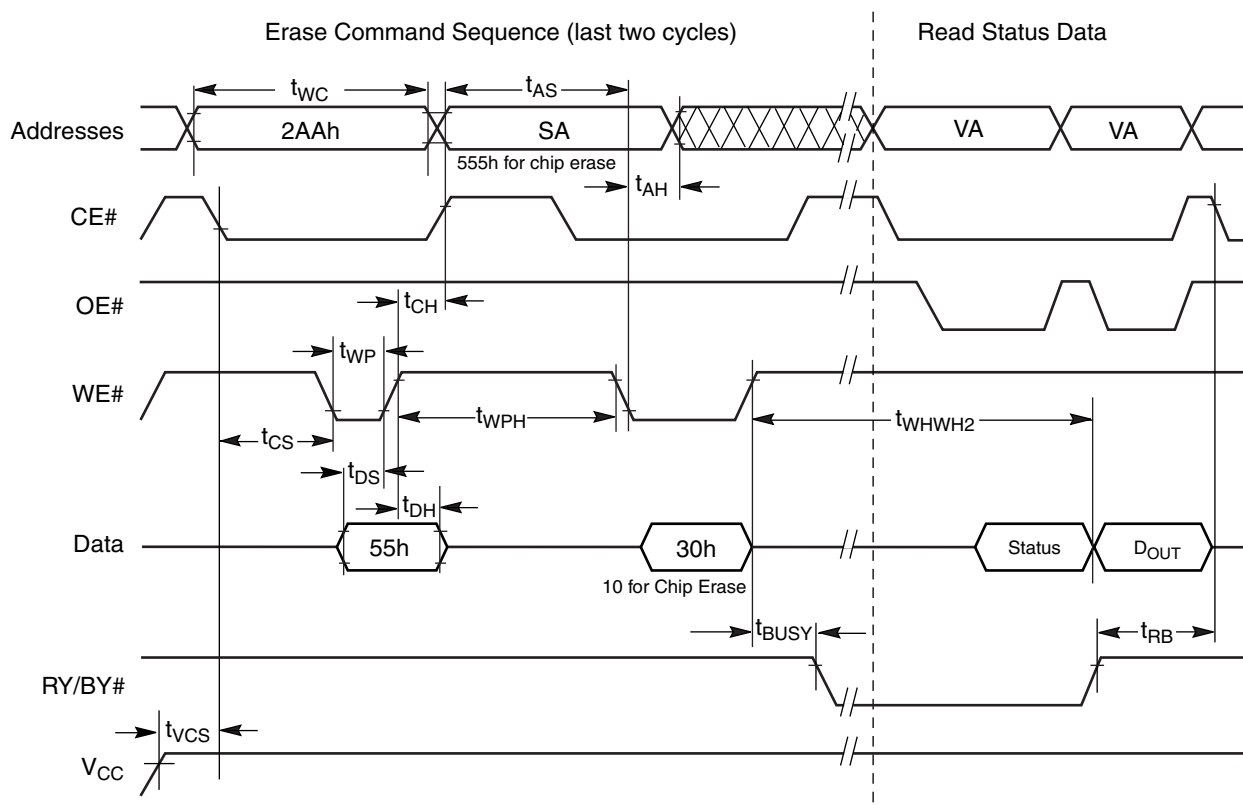 Erase Command Sequence (last two cycles) Read Status Data
tWC tAS
Addresses 2AAh SA VA VA
555h for chip erase
tAH
CE#
OE#
tCH
tWP
WE#
tWPH tWHWH2
tCS
tDS
tDH
Data 55h 30h Status DOUT
10 for Chip Erase
tBUSY tRB
RY/BY#
tVCS
VCC